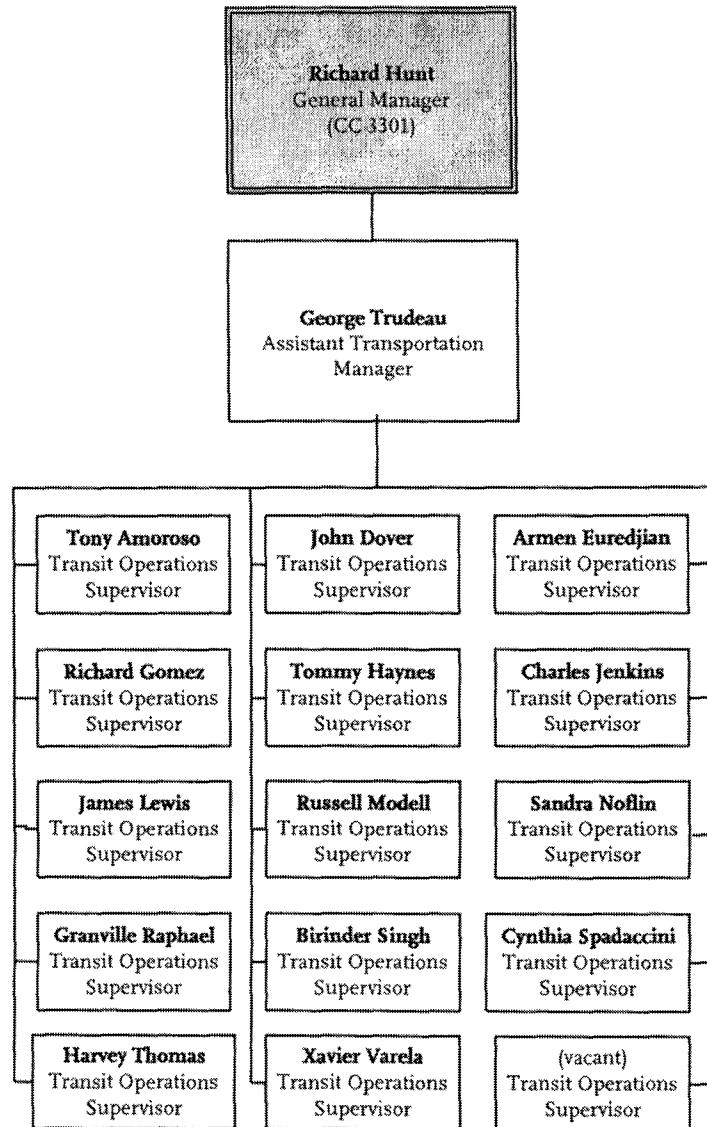 Richard Hunt
General Manager
(CC 3301)
George Trudeau
Assistant Transportation
Manager
Tony Amoroso
Transit Operations
Supervisor
John Dover
Transit Operations
Supervisor
Armen Euredjian
Transit Operations
Supervisor
Richard Gomez
Transit Operations
Supervisor
Tommy Haynes
Transit Operations
Supervisor
Charles Jenkins
Transit Operations
Supervisor
James Lewis
Transit Operations
Supervisor
Russell Modell
Transit Operations
Supervisor
Sandra Noflin
Transit Operations
Supervisor
Granville Raphael
Transit Operations
Supervisor
Birinder Singh
Transit Operations
Supervisor
Cynthia Spadaccini
Transit Operations
Supervisor
Harvey Thomas
Transit Operations
Supervisor
Xavier Varela
Transit Operations
Supervisor
(vacant)
Transit Operations
Supervisor